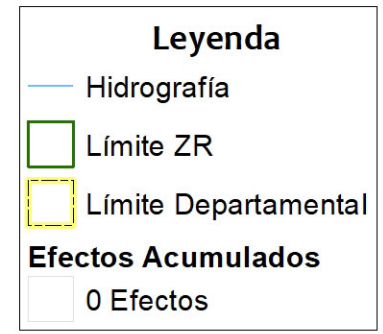 Leyenda
Hidrografía
Límite ZR
Límite Departamental
Efectos Acumulados
0 Efectos